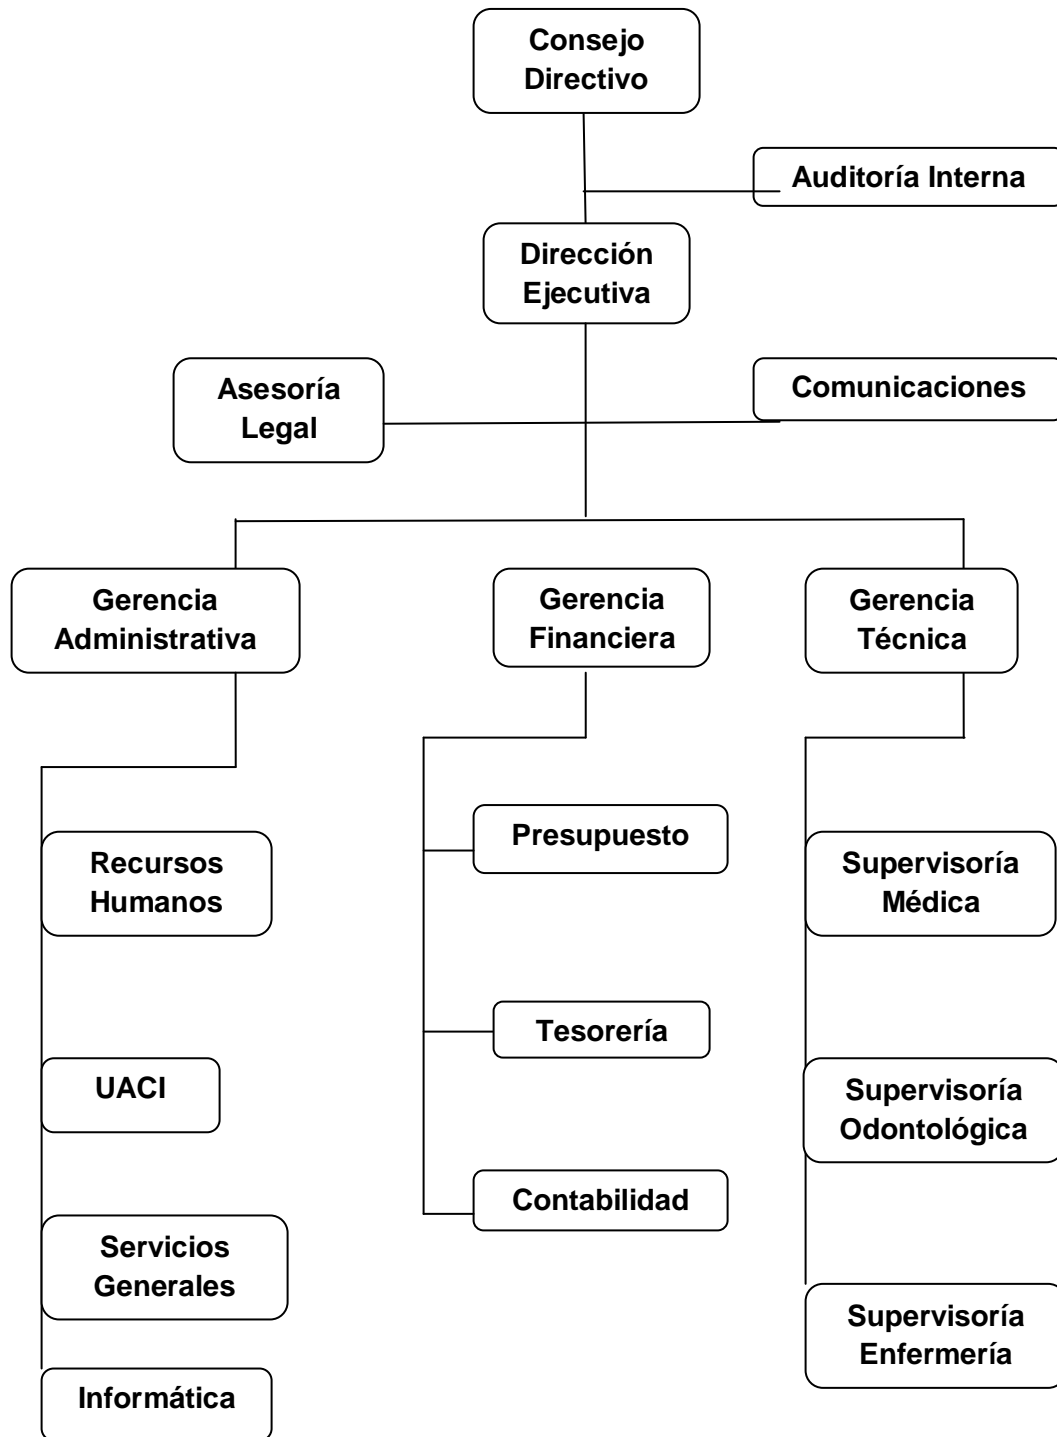 Consejo
Directivo
Auditoría Interna
Dirección
Ejecutiva
Asesoría
Legal
Comunicaciones
Gerencia
Administrativa
Gerencia
Financiera
Gerencia
Técnica
Recursos
Humanos
Presupuesto
Supervisoría
Médica
Tesorería
UACI
Supervisoría
Odontológica
Contabilidad
Servicios
Generales
Supervisoría
Enfermería
Informática